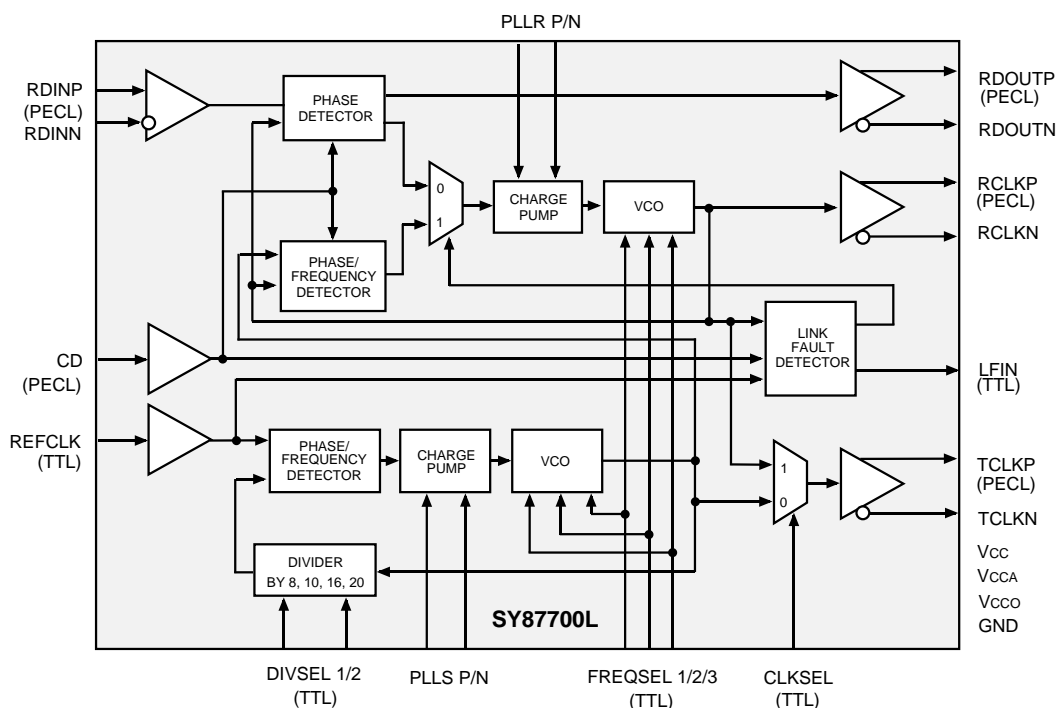 PLLR P/N
RDINP
(PECL)
RDINN
PHASE
DETECTOR
RDOUTP
(PECL)
RDOUTN
0
1
CHARGE
PUMP
VCO
RCLKP
(PECL)
RCLKN
PHASE/
FREQUENCY
DETECTOR
CD
(PECL)
LINK
FAULT
DETECTOR
LFIN
(TTL)
REFCLK
(TTL)
PHASE/
FREQUENCY
DETECTOR
CHARGE
PUMP
VCO
1
0
TCLKP
(PECL)
TCLKN
DIVIDER
BY 8, 10, 16, 20
SY87700L
VCC
VCCA
VCCO
GND
DIVSEL 1/2
(TTL)
PLLS P/N
FREQSEL 1/2/3
(TTL)
CLKSEL
(TTL)